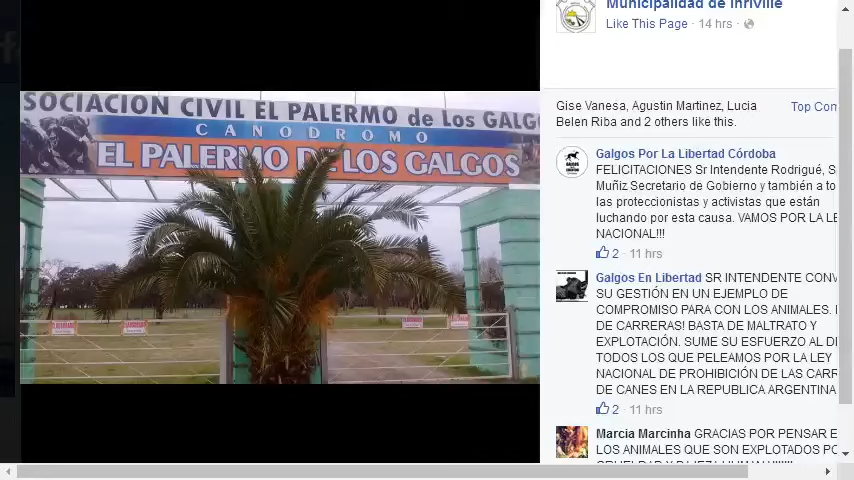 Municipalidad de Inriville
Like This Page · 14 hrs ·
SOCIACION CIVIL EL PALERMO de Los GALGO
CANODROMO
EL PALERMO DE LOS GALGOS
Gise Vanesa, Agustin Martinez, Lucia
Belen Riba and 2 others like this.
Top Com
Galgos Por La Libertad Córdoba
FELICITACIONES Sr Intendente Rodrigué, S
Muñiz Secretario de Gobierno y también a to
las proteccionistas y activistas que están
luchando por esta causa. VAMOS POR LA LE
NACIONAL!!!
2 · 11 hrs
Galgos En Libertad SR INTENDENTE CONV
SU GESTIÓN EN UN EJEMPLO DE
COMPROMISO PARA CON LOS ANIMALES.
DE CARRERAS! BASTA DE MALTRATO Y
EXPLOTACIÓN. SUME SU ESFUERZO AL DE
TODOS LOS QUE PELEAMOS POR LA LEY
NACIONAL DE PROHIBICIÓN DE LAS CARR
DE CANES EN LA REPUBLICA ARGENTINA
2 · 11 hrs
Marcia Marcinha GRACIAS POR PENSAR E
LOS ANIMALES QUE SON EXPLOTADOS PO